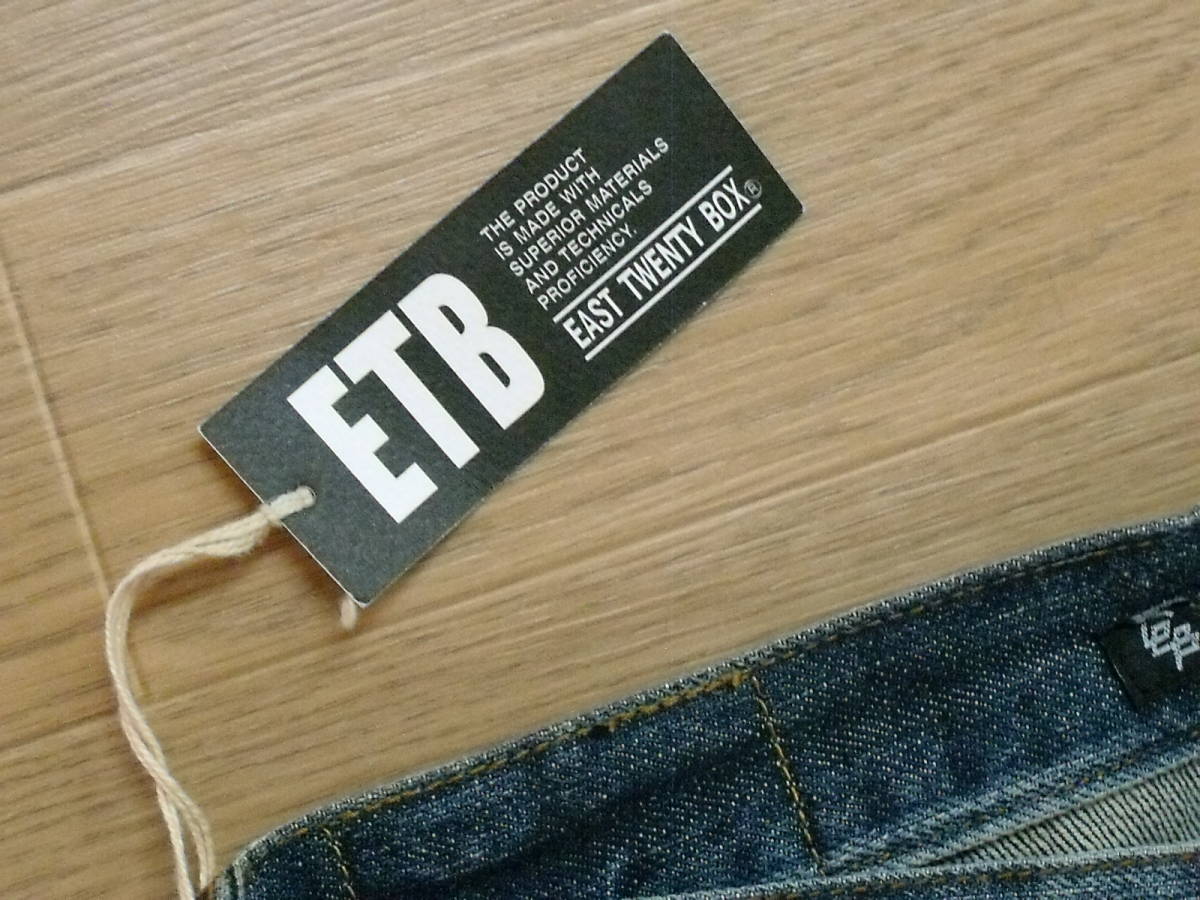 ETB
THE PRODUCT
IS MADE WITH
SUPERIOR MATERIALS
AND TECHNICALS
PROFICIENCY.
EAST TWENTY BOX®